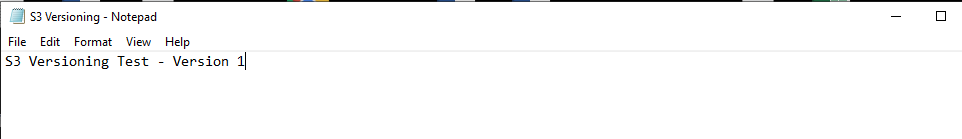 S3 Versioning - Notepad
File Edit Format View Help
S3 Versioning Test - Version 1